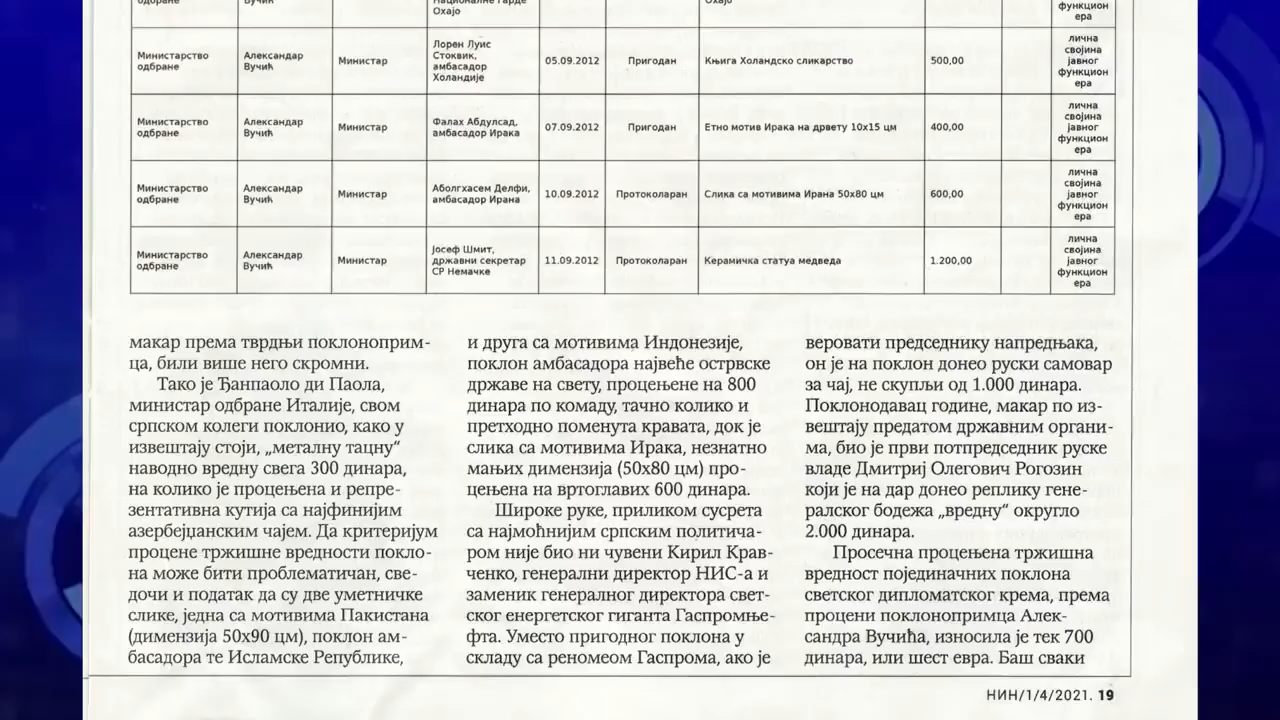 одбране
Вучић
Националне гарде
Охајо
Охајо
функцион
ера
Министарство
одбране
Александар
Вучић
Министар
Лорен Луис
Стоквик,
амбасадор
Холандије
05.09.2012
Пригодан
Књига Холандско сликарство
500,00
лична
својина
јавног
функцион
ера
Министарство
одбране
Александар
Вучић
Министар
Фалах Абдулсад,
амбасадор Ирака
07.09.2012
Пригодан
Етно мотив Ирака на дрвету 10x15 цм
400,00
лична
својина
јавног
функцион
ера
Министарство
одбране
Александар
Вучић
Министар
Аболгхасем Делфи,
амбасадор Ирана
10.09.2012
Протоколаран
Слика са мотивима Ирана 50x80 цм
600,00
лична
својина
јавног
функцион
ера
Министарство
одбране
Александар
Вучић
Министар
Јосеф Шмит,
државни секретар
СР Немачке
11.09.2012
Протоколаран
Керамичка статуа медведа
1.200,00
лична
својина
јавног
функцион
ера
макар према тврдњи поклоноприм-
ца, били више него скромни.
Тако је Ђанпаоло ди Паола,
министар одбране Италије, свом
српском колеги поклонио, како у
извештају стоји, „металну тацну“
наводно вредну свега 300 динара,
на колико је процењена и репре-
зентативна кутија са најфинијим
азербејџанским чајем. Да критеријум
процене тржишне вредности покло-
на може бити проблематичан, све-
дочи и податак да су две уметничке
слике, једна са мотивима Пакистана
(димензија 50x90 цм), поклон ам-
басадора те Исламске Републике,
и друга са мотивима Индонезије,
поклон амбасадора највеће острвске
државе на свету, процењене на 800
динара по комаду, тачно колико и
претходно поменута кравата, док је
слика са мотивима Ирака, незнатно
мањих димензија (50x80 цм) про-
цењена на вртоглавих 600 динара.
Широке руке, приликом сусрета
са најмоћнијим српским политича-
ром није био ни чувени Кирил Крав-
ченко, генерални директор НИС-а и
заменик генералног директора свет-
ског енергетског гиганта Гаспромње-
фта. Уместо пригодног поклона у
складу са реномеом Гаспрома, ако је
веровати председнику напредњака,
он је на поклон донео руски самовар
за чај, не скупљи од 1.000 динара.
Поклонодавац године, макар по из-
вештају предатом државним органи-
ма, био је први потпредседник руске
владе Дмитриј Олегович Рогозин
који је на дар донео реплику гене-
ралског бодежа „вредну“ округло
2.000 динара.
Просечна процењена тржишна
вредност појединачних поклона
светског дипломатског крема, према
процени поклонопримца Алек-
сандра Вучића, износила је тек 700
динара, или шест евра. Баш сваки
НИН/1/4/2021. 19